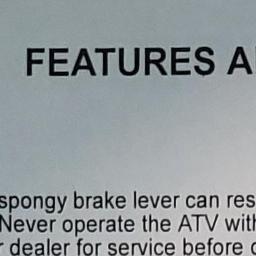 FEATURES A
spongy brake lever can res
Never operate the ATV with
r dealer for service before o